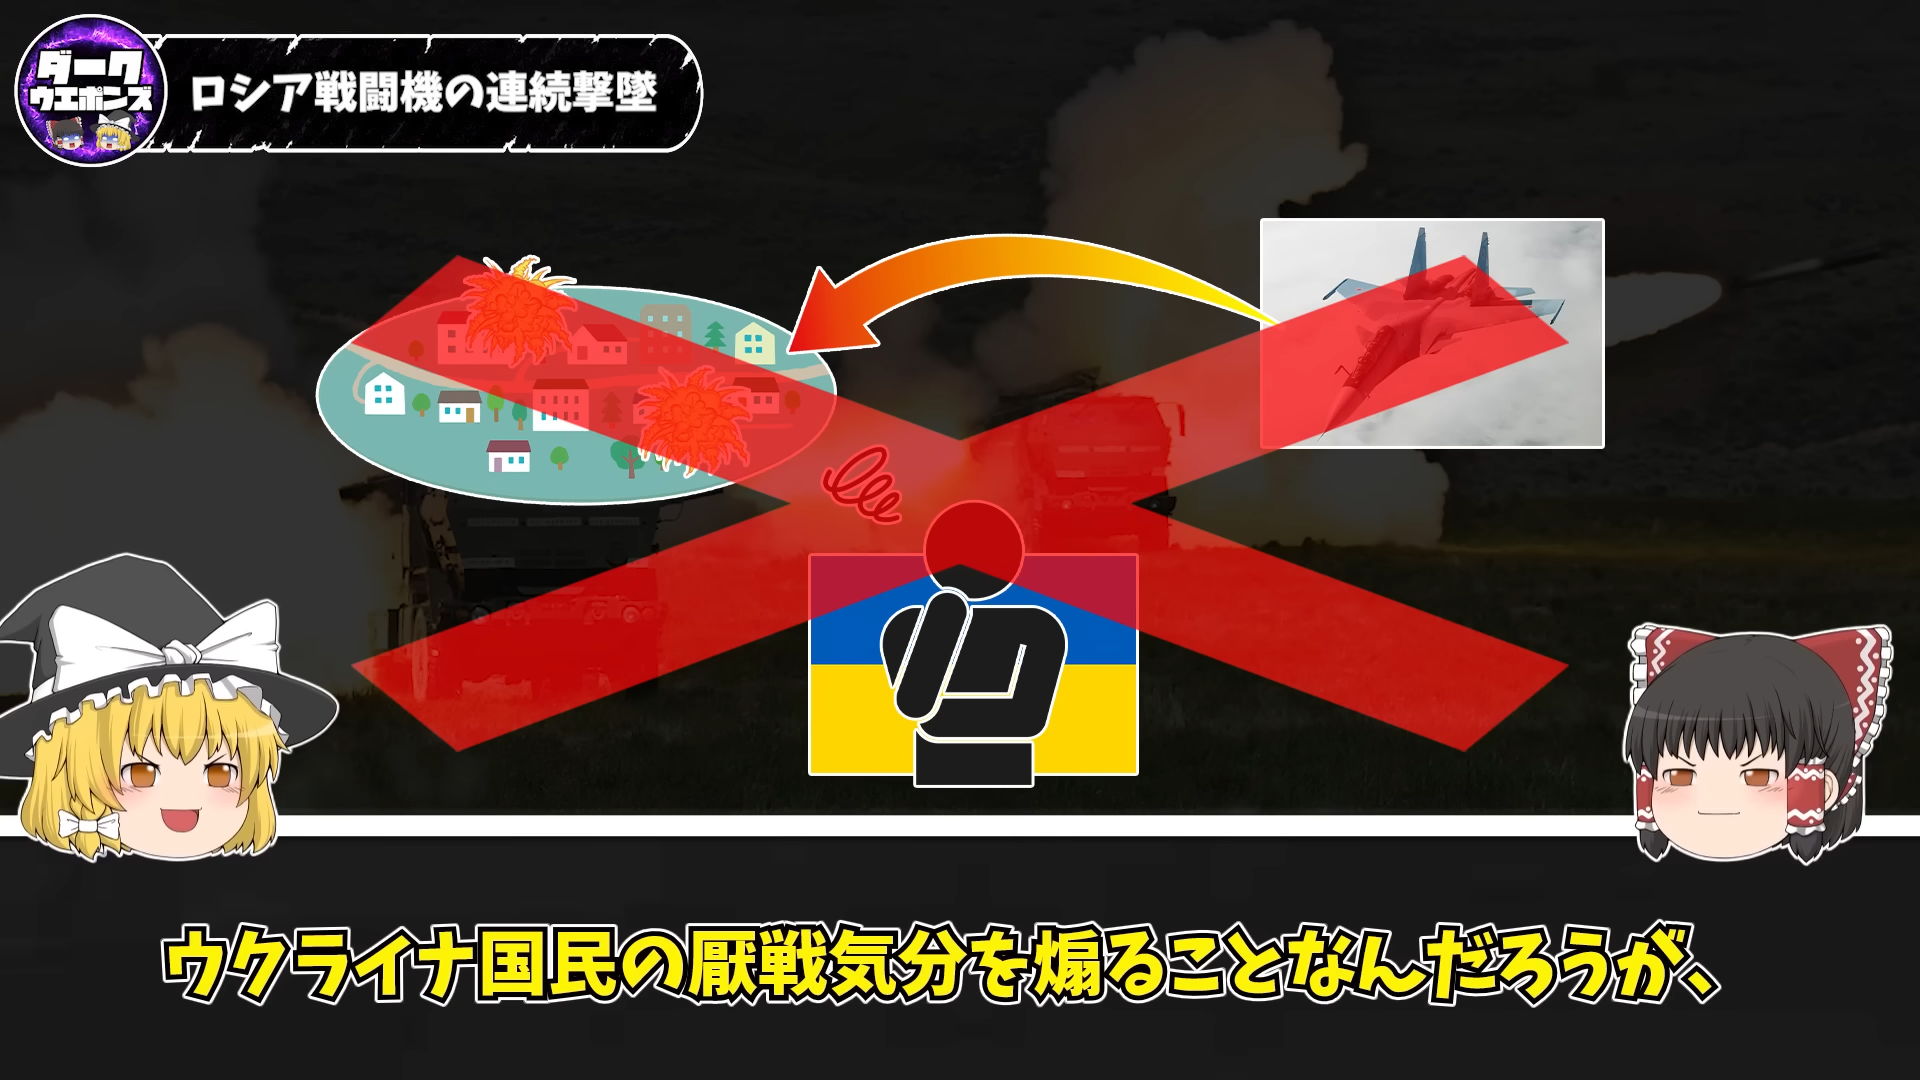 ダーク
ウエポンズ
ロシア戦闘機の連続撃墜
ウクライナ国民の厭戦気分を煽ることなんだろうが、